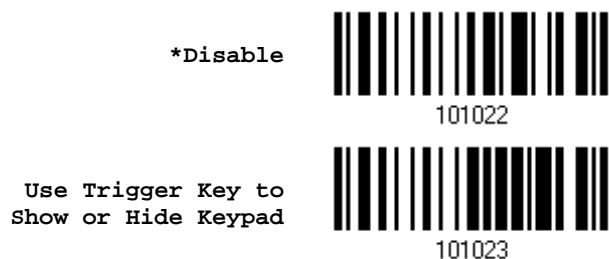 *Disable
101022
Use Trigger Key to
Show or Hide Keypad
101023